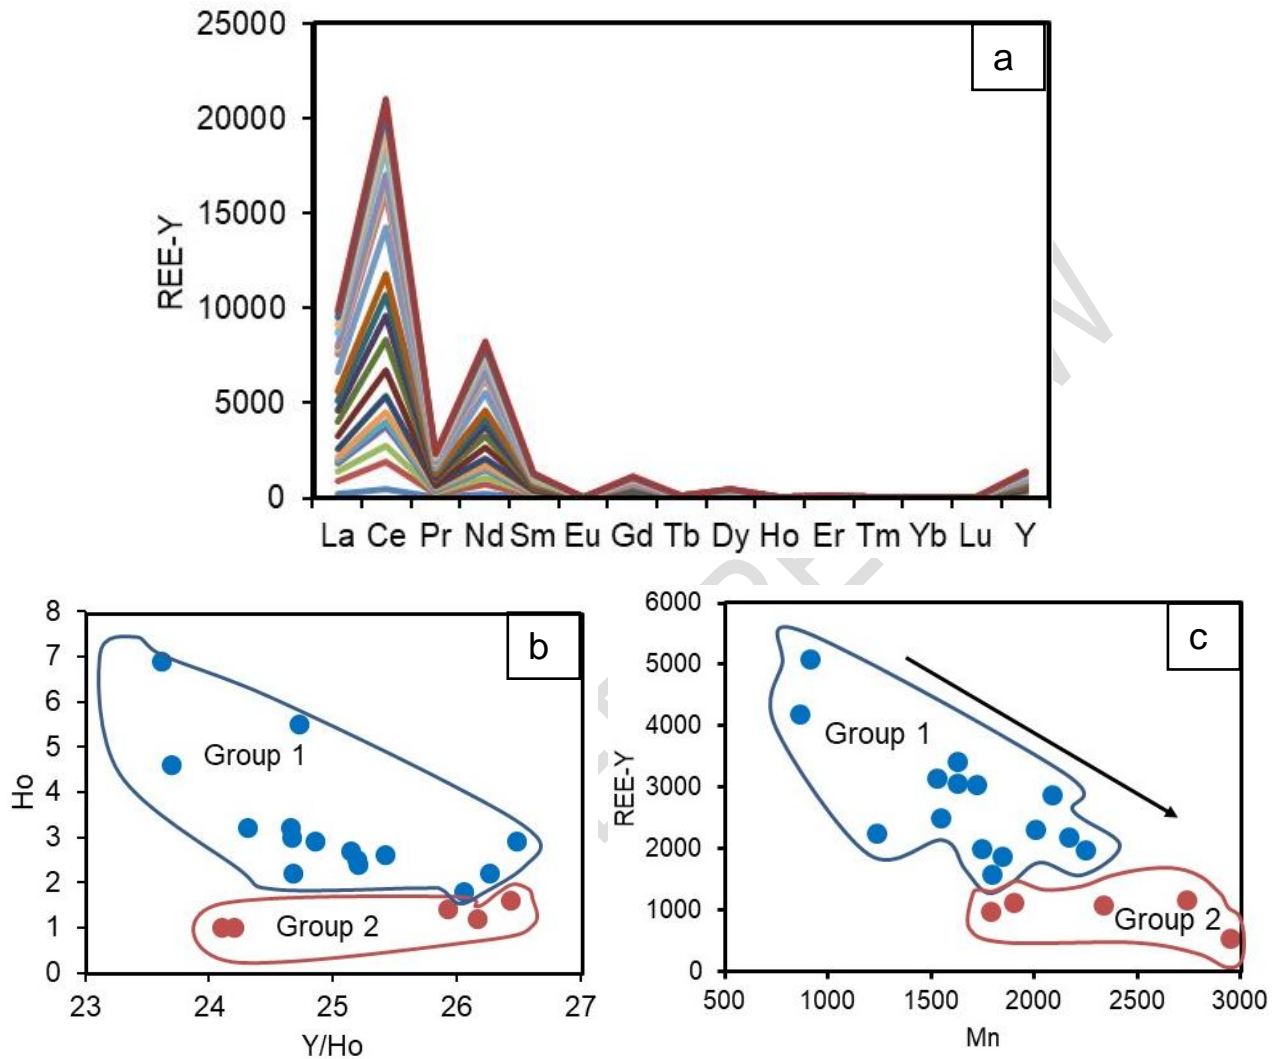 a
25000
20000
15000
10000
5000
0
REE-Y
La Ce Pr Nd Sm Eu Gd Tb Dy Ho Er Tm Yb Lu Y
b
8
7
6
5
4
3
2
1
0
Ho
Group 1
Group 2
23 24 25 26 27
Y/Ho
c
6000
5000
4000
3000
2000
1000
0
REE-Y
Group 1
Group 2
500 1000 1500 2000 2500 3000
Mn